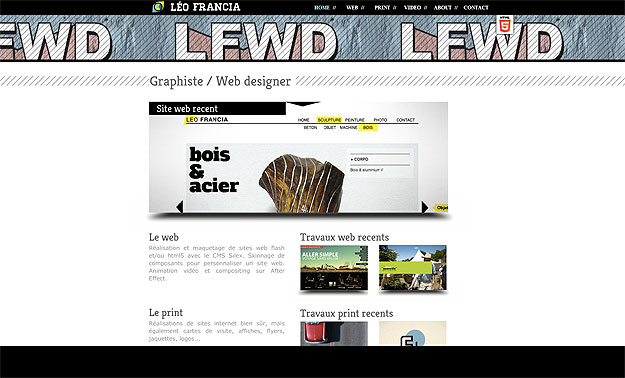 LÉO FRANCIA
HOME // WEB // PRINT // VIDEO // ABOUT // CONTACT
LFWD LFWD LFWD
5
Graphiste / Web designer
Site web recent
LEO FRANCIA
HOME SCULPTURE PEINTURE PHOTO CONTACT
BETON OBJET MACHINE BOIS
bois
&
acier
+ CORPO
Bois & aluminium //
Objet
Le web
Réalisation et maquetage de sites web flash
et/ou html5 avec le CMS Silex. Skinnage de
composants pour personnaliser un site web.
Animation vidéo et compositing sur After
Effect.
Travaux web recents
ALLER SIMPLE
Le print
Réalisations de sites internet bien sûr, mais
également cartes de visite, affiches, flyers,
jaquettes, logos...
Travaux print recents